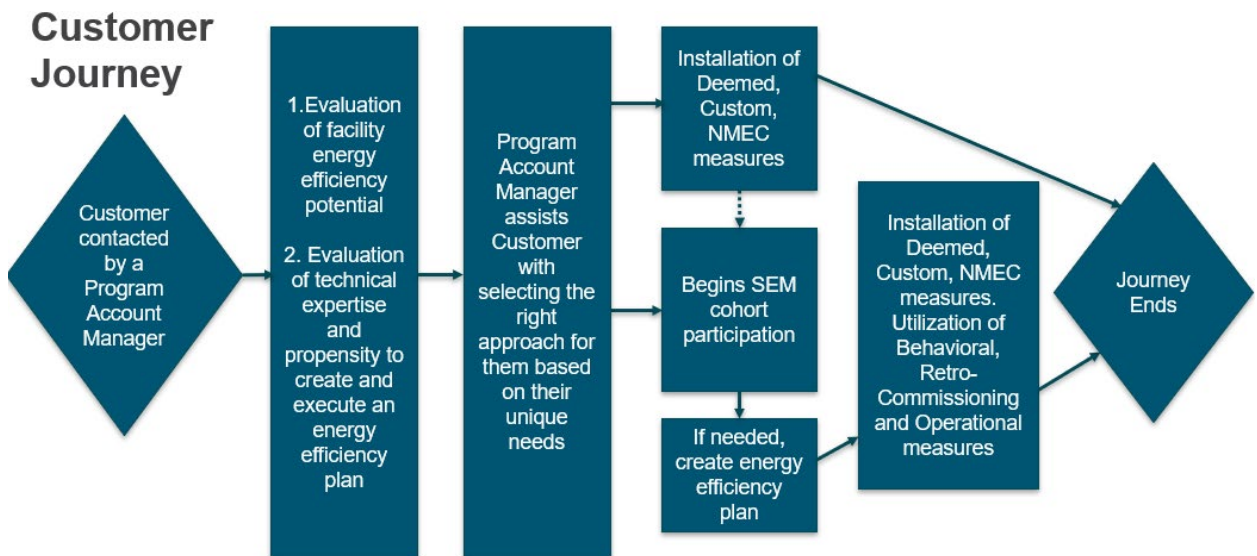 Customer
Journey
Customer
contacted
by a
Program
Account
Manager
1.Evaluation
of facility
energy
efficiency
potential
2. Evaluation
of technical
expertise
and
propensity to
create and
execute an
energy
efficiency
plan
Program
Account
Manager
assists
Customer
with
selecting the
right
approach for
them based
on their
unique
needs
Installation of
Deemed,
Custom,
NMEC
measures
Begins SEM
cohort
participation
If needed,
create energy
efficiency
plan
Installation of
Deemed,
Custom, NMEC
measures.
Utilization of
Behavioral,
Retro-
Commissioning
and Operational
measures
Journey
Ends